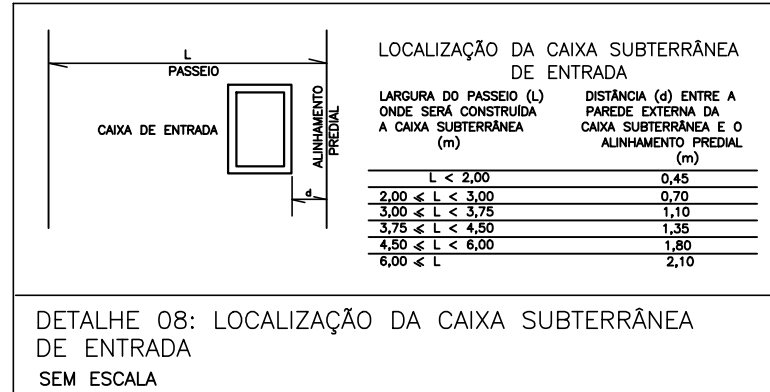 L
PASSEIO
CAIXA DE ENTRADA
ALINHAMENTO
PREDIAL
d
LOCALIZAÇÃO DA CAIXA SUBTERRÂNEA
DE ENTRADA
LARGURA DO PASSEIO (L)
ONDE SERÁ CONSTRUÍDA
A CAIXA SUBTERRÂNEA
(m)
DISTÂNCIA (d) ENTRE A
PAREDE EXTERNA DA
CAIXA SUBTERRÂNEA E O
ALINHAMENTO PREDIAL
(m)
L < 2,00 0,45
2,00 ⩽ L < 3,00 0,70
3,00 ⩽ L < 3,75 1,10
3,75 ⩽ L < 4,50 1,35
4,50 ⩽ L < 6,00 1,80
6,00 ⩽ L 2,10
DETALHE 08: LOCALIZAÇÃO DA CAIXA SUBTERRÂNEA
DE ENTRADA
SEM ESCALA